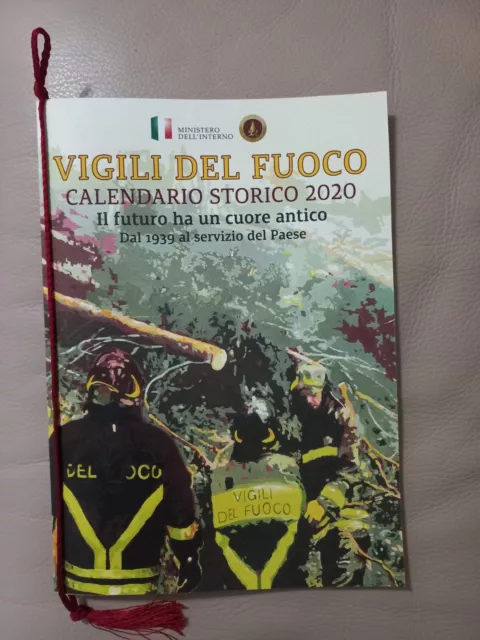 MINISTERO
DELL'INTERNO
VIGILI DEL FUOCO
CALENDARIO STORICO 2020
Il futuro ha un cuore antico
Dal 1939 al servizio del Paese
DEL UOCO
VIGILI
DEL FUOCO